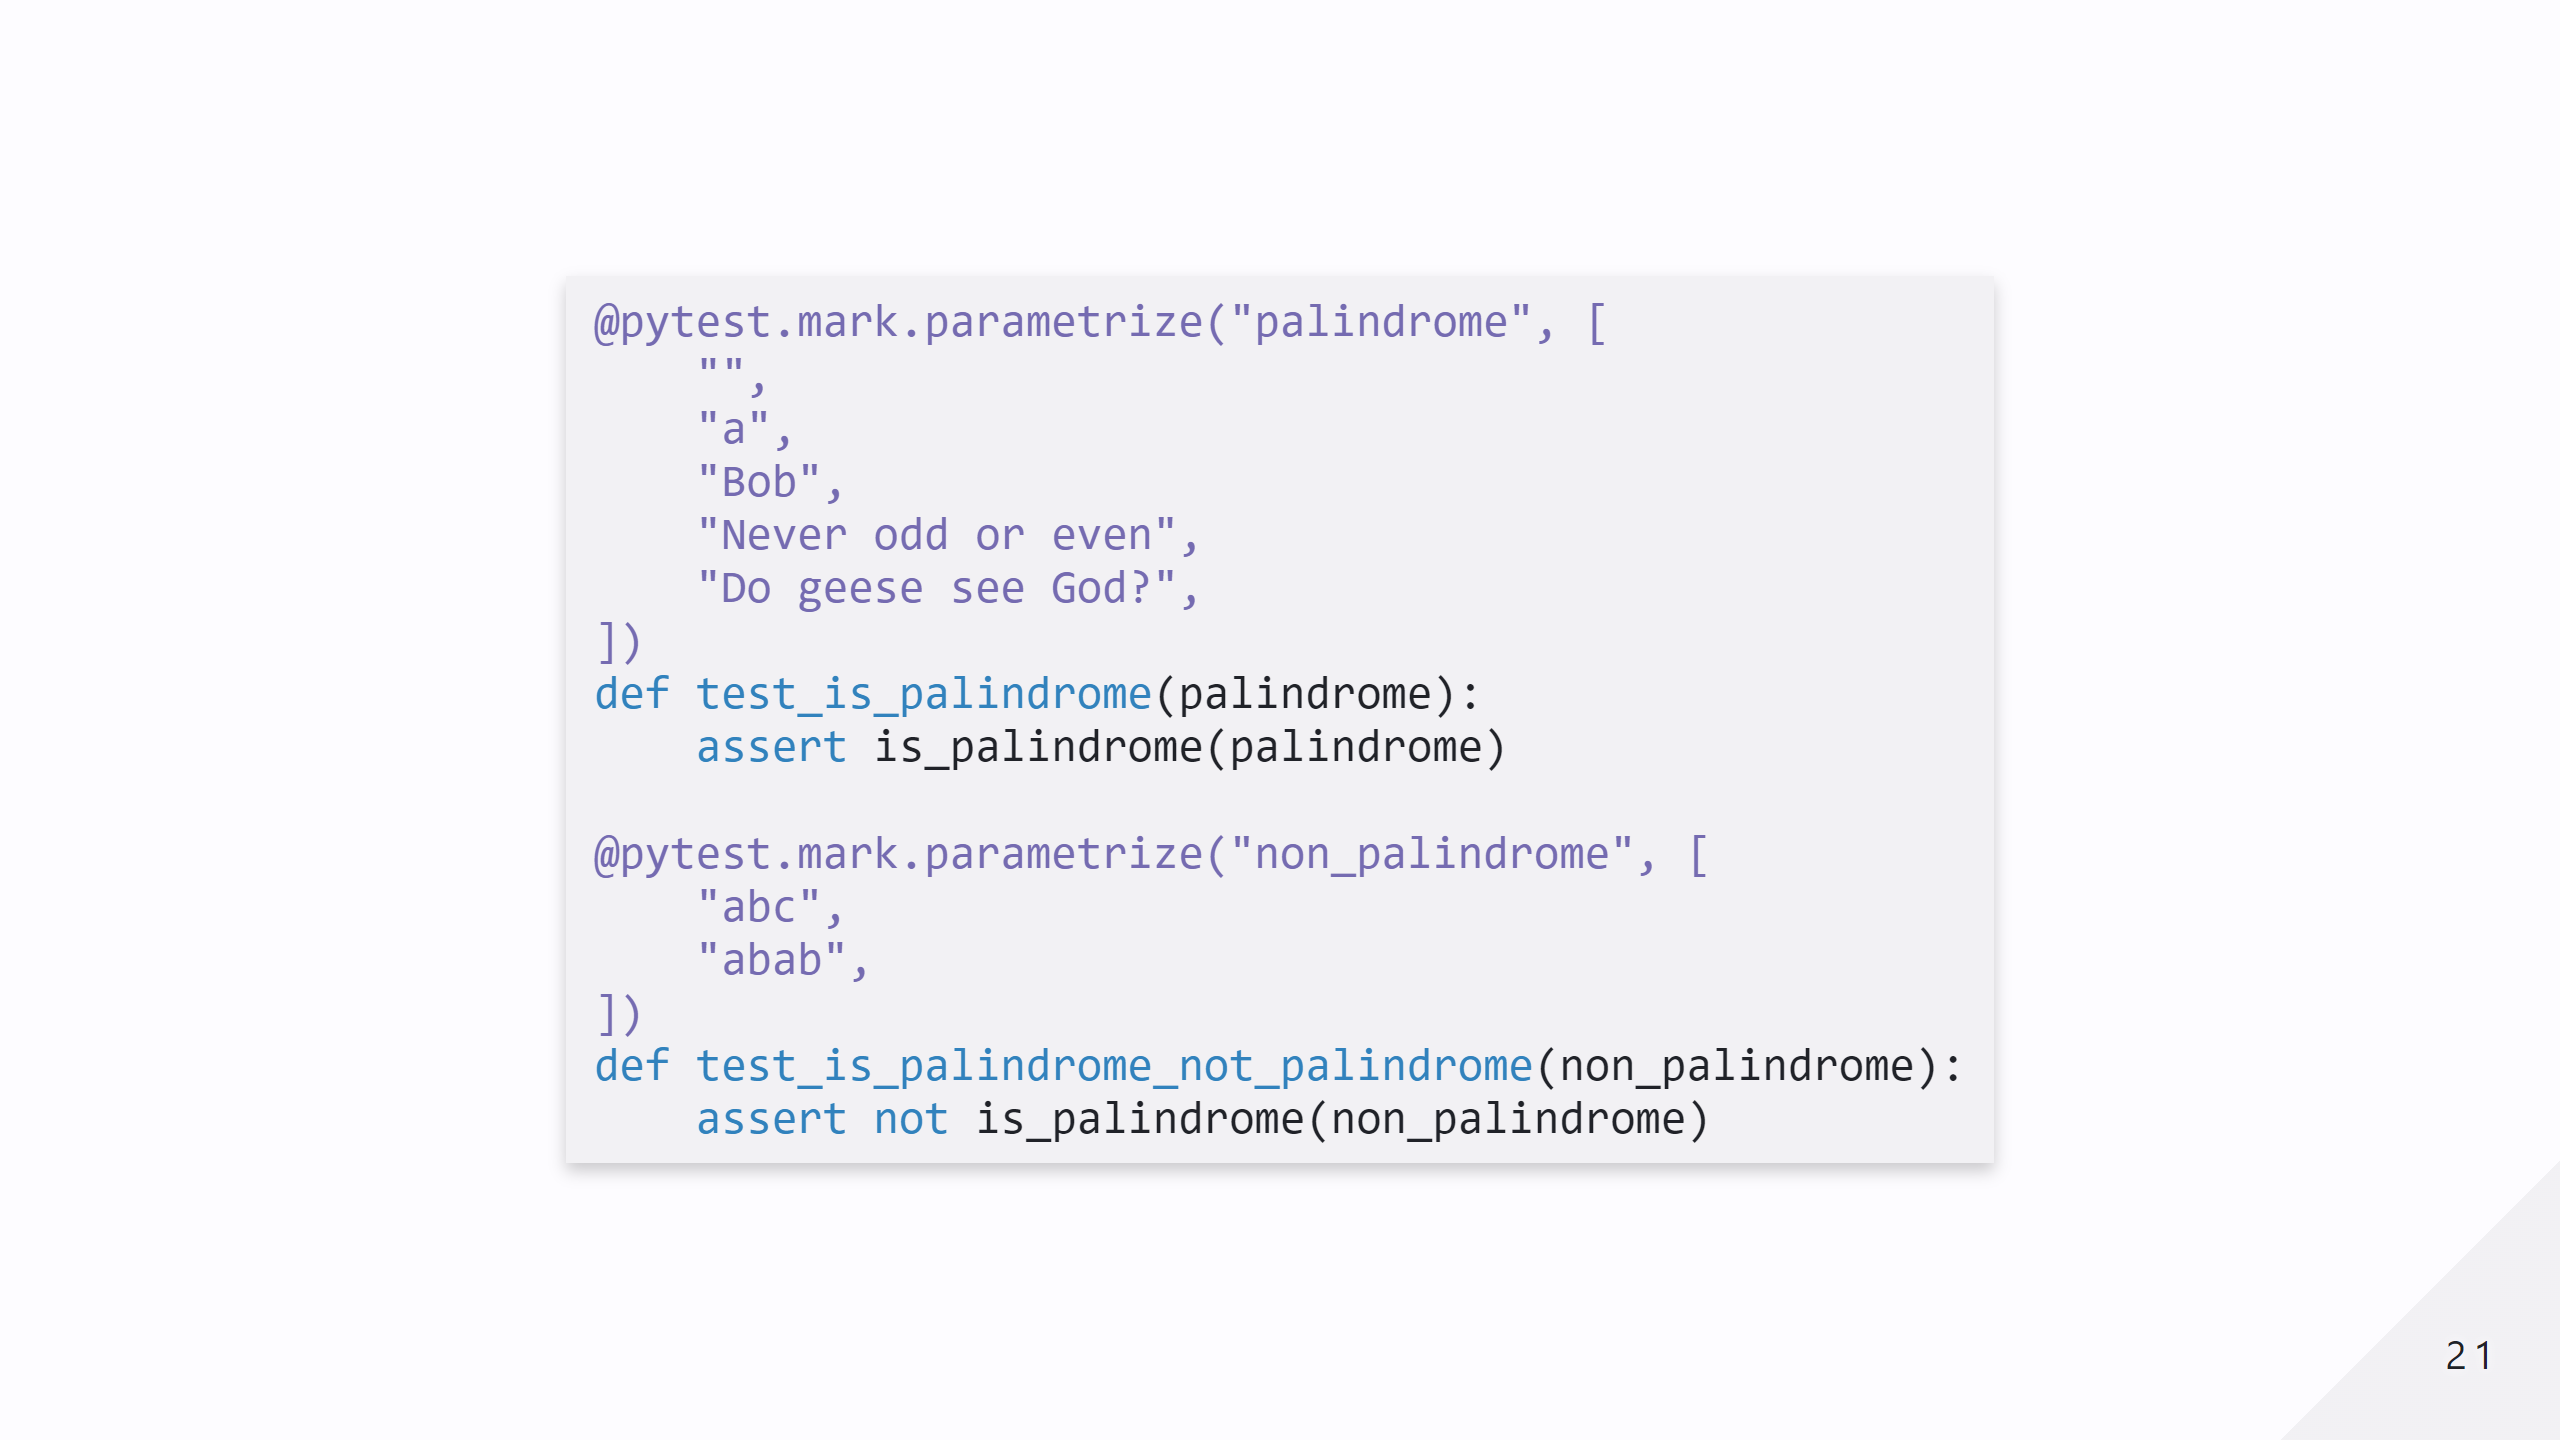 @pytest.mark.parametrize("palindrome", [
    "",
    "a",
    "Bob",
    "Never odd or even",
    "Do geese see God?",
])
def test_is_palindrome(palindrome):
    assert is_palindrome(palindrome)

@pytest.mark.parametrize("non_palindrome", [
    "abc",
    "abab",
])
def test_is_palindrome_not_palindrome(non_palindrome):
    assert not is_palindrome(non_palindrome)
21